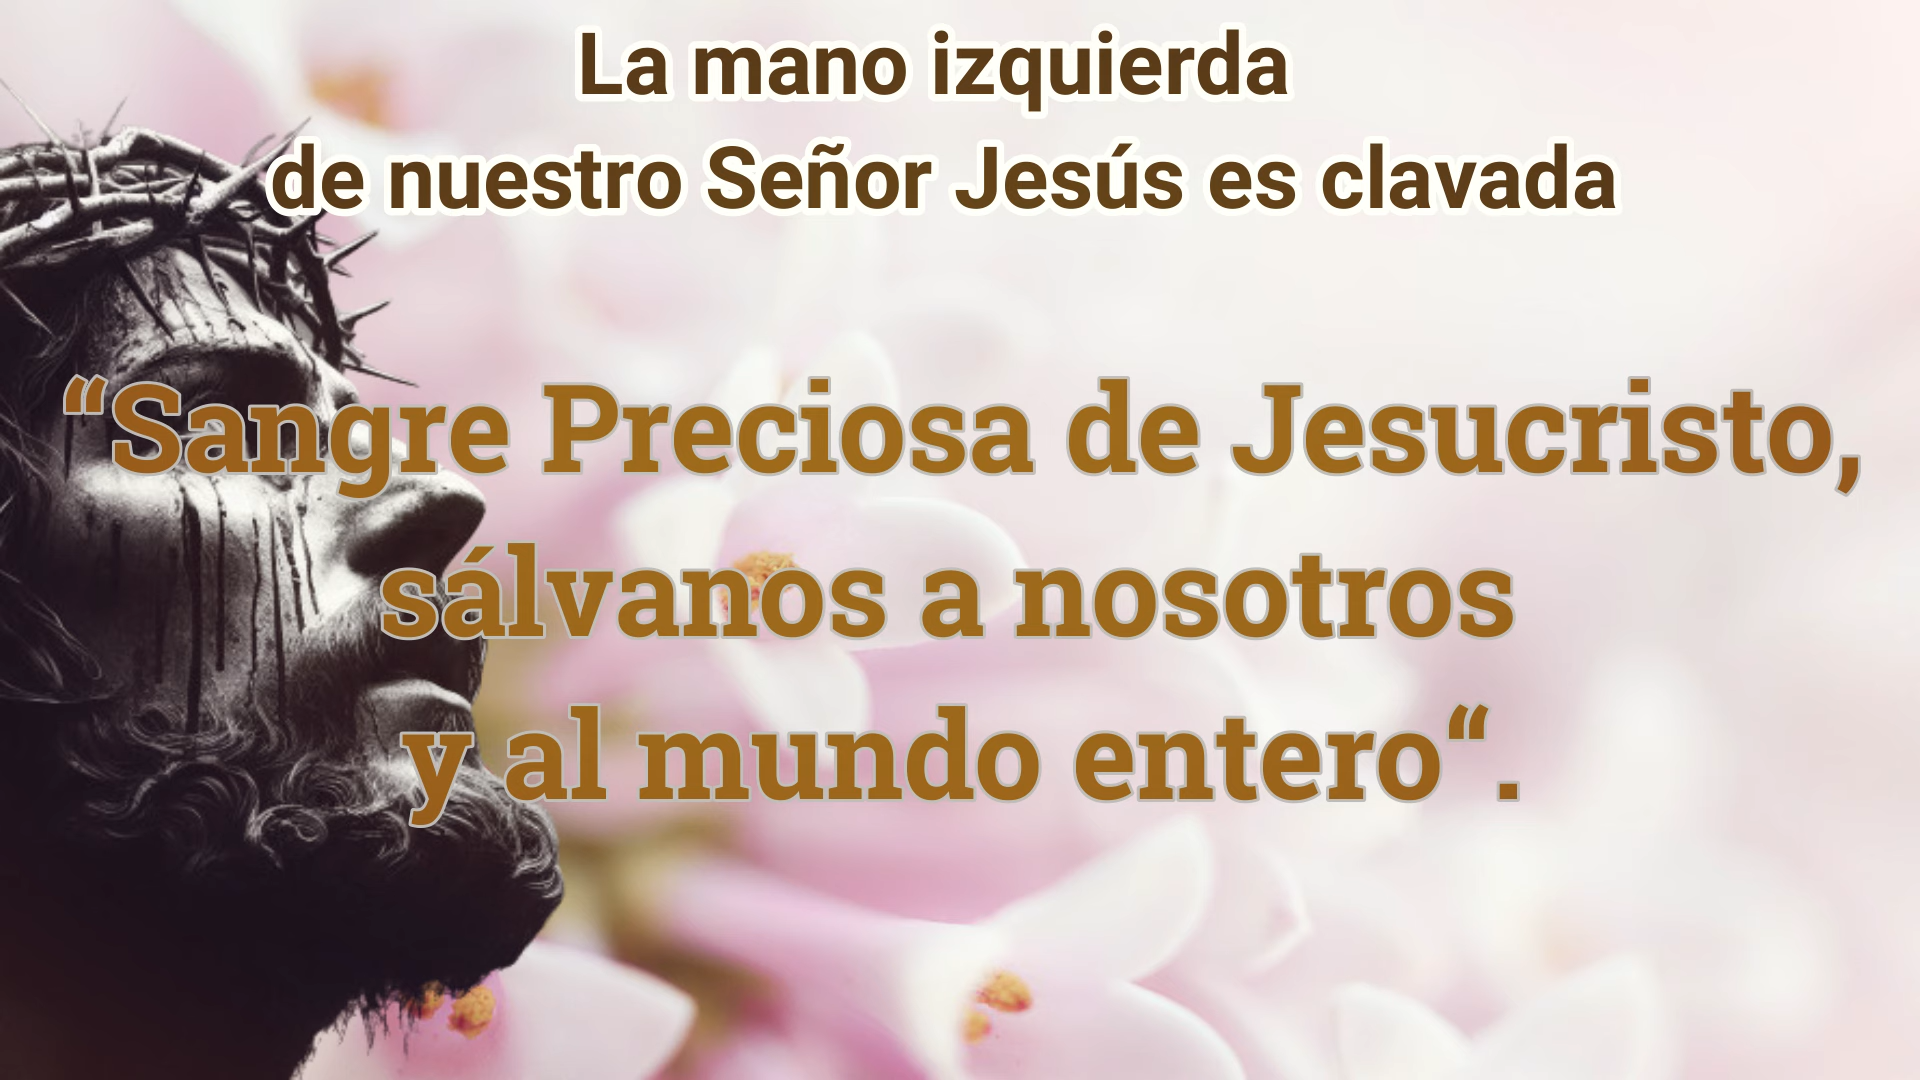 La mano izquierda
de nuestro Señor Jesús es clavada
“Sangre Preciosa de Jesucristo,
sálvanos a nosotros
y al mundo entero“.